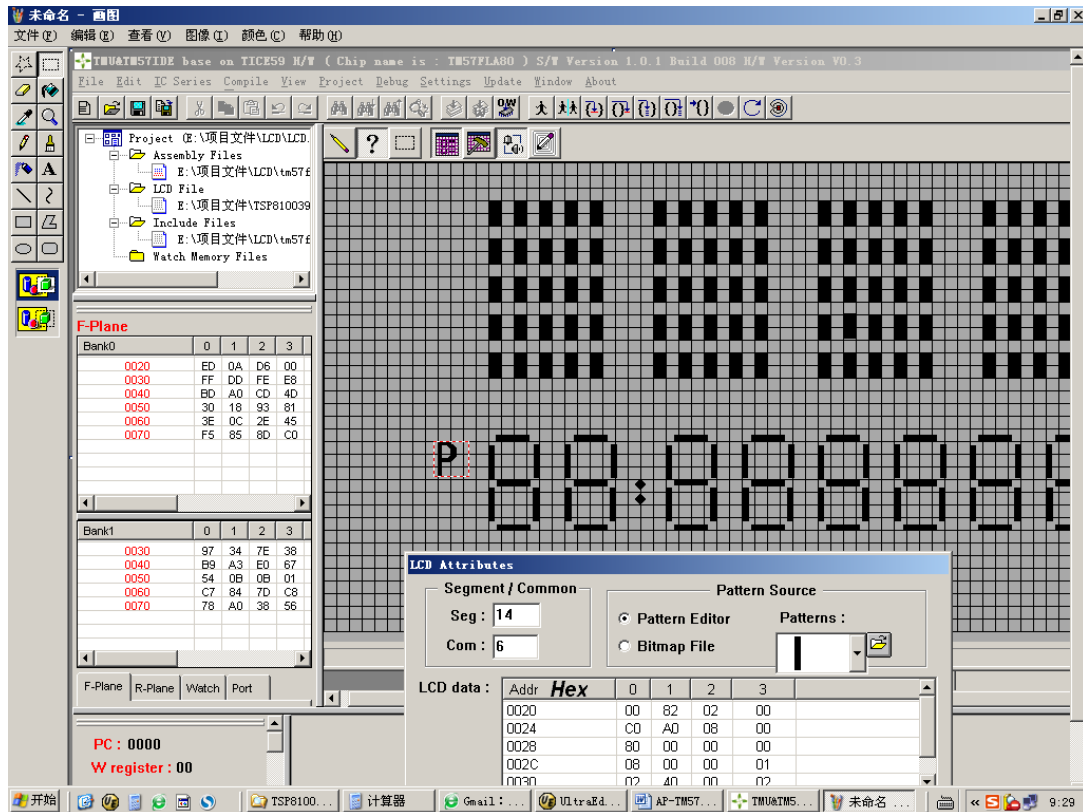 未命名 - 画图
文件(F) 编辑(E) 查看(V) 图像(I) 颜色(C) 帮助(H)
TMU&TM57IDE base on TICE59 H/W ( Chip name is : TM57FLA80 ) S/W Version 1.0.1 Build 008 H/W Version V0.3
File Edit IC Series Compile View Project Debug Settings Update Window About
Project (E:\项目文件\LCD\LCD.
Assembly Files
E:\项目文件\LCD\tm57f
LCD File
E:\项目文件\TSP810039
Include Files
E:\项目文件\LCD\tm57f
Watch Memory Files
A
?
F-Plane
Bank0 0 1 2 3
0020 ED 0A D6 00
0030 FF DD FE E8
0040 BD A0 CD 4D
0050 30 18 93 81
0060 3E 0C 2E 45
0070 F5 85 8D C0
Bank1 0 1 2 3
0030 97 34 7E 38
0040 B9 A3 E0 67
0050 54 0B 0B 01
0060 C7 84 7D C8
0070 78 A0 38 56
F-Plane R-Plane Watch Port
PC : 0000
W register : 00
P 88:888888
LCD Attributes
Segment / Common
Seg : 14
Com : 6
Pattern Source
Pattern Editor Patterns :
Bitmap File
LCD data : Addr Hex 0 1 2 3
0020 00 82 02 00
0024 C0 A0 08 00
0028 80 00 00 00
002C 08 00 00 01
0030 02 40 00 02
开始 TSP8100... 计算器 Gmail : ... UltraEd... AP-TM57... TMU&TM5... 未命名 ... « 9:29